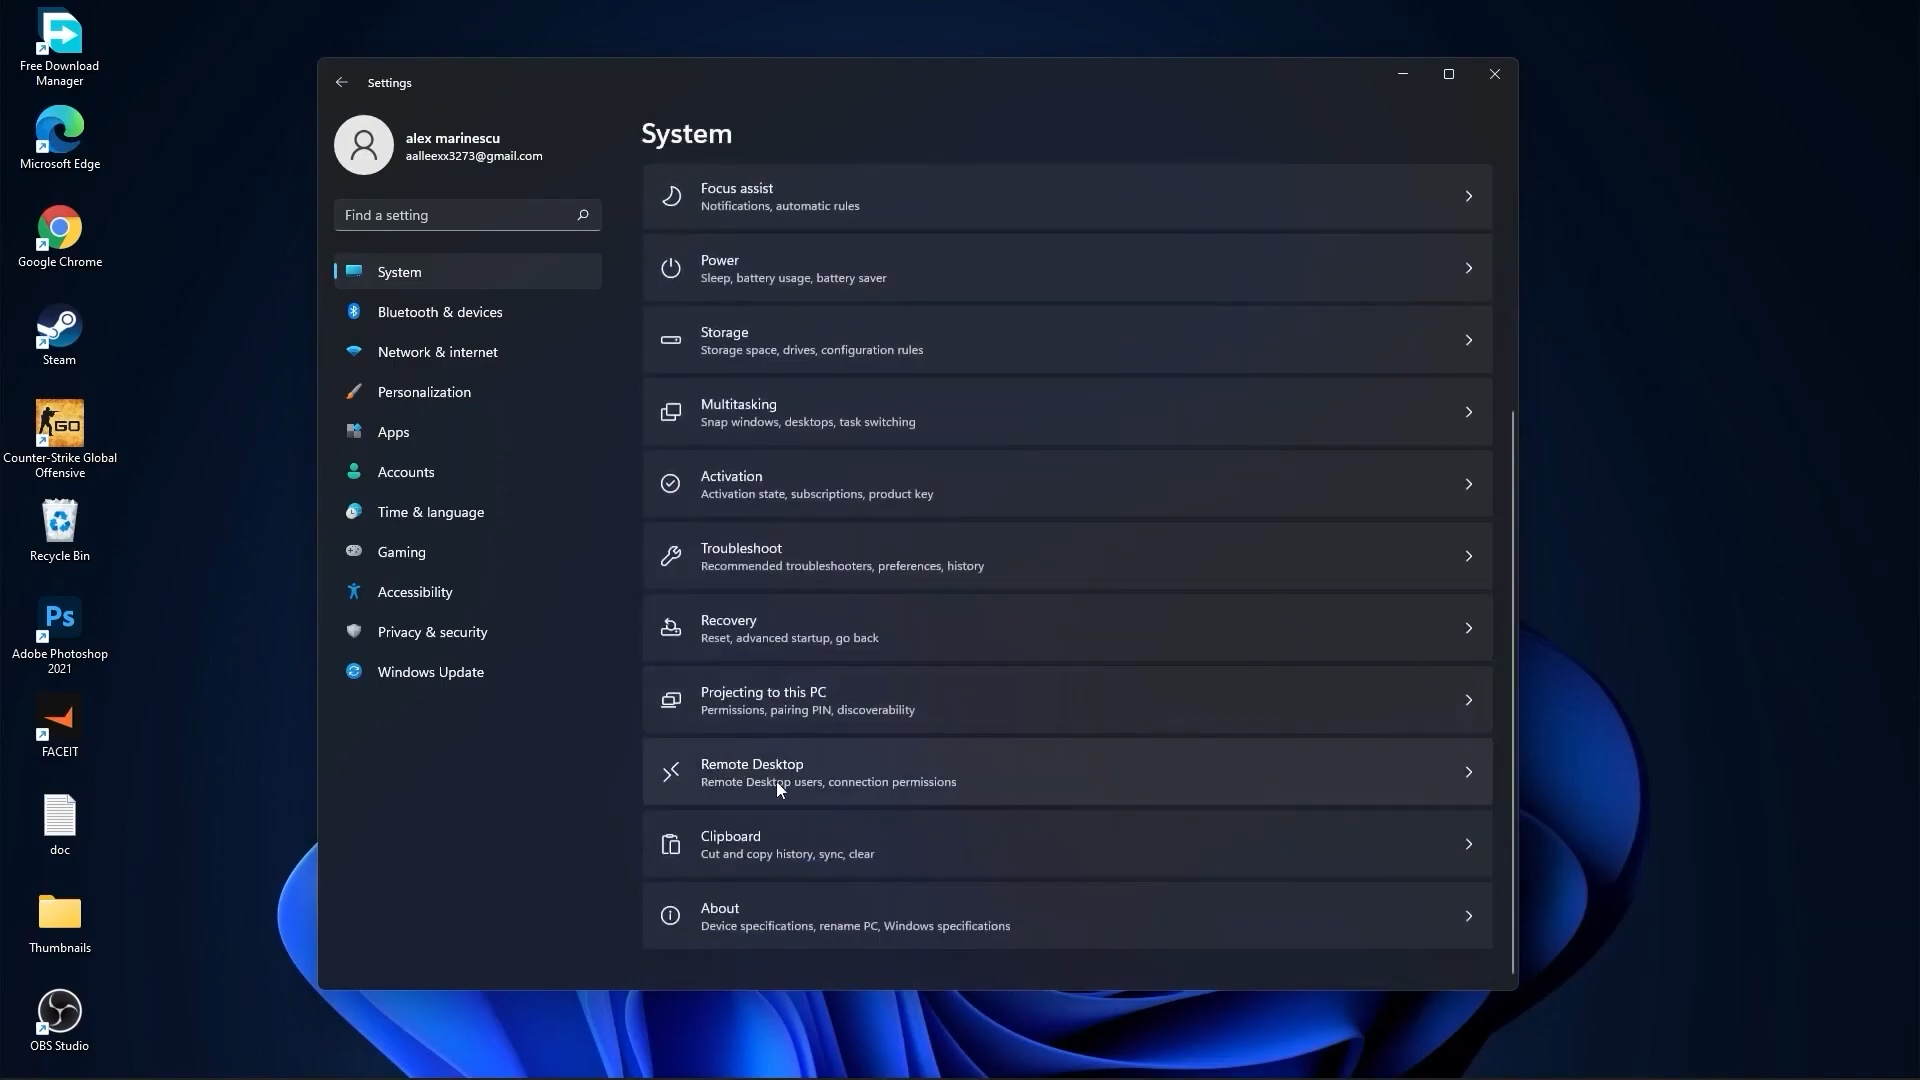 Free Download
Manager
Microsoft Edge
Google Chrome
Steam
GO
Counter-Strike Global
Offensive
Recycle Bin
Ps
Adobe Photoshop
2021
FACEIT
doc
Thumbnails
OBS Studio
Settings
alex marinescu
aalleexx3273@gmail.com
Find a setting
System
Bluetooth & devices
Network & internet
Personalization
Apps
Accounts
Time & language
Gaming
Accessibility
Privacy & security
Windows Update
System
Focus assist
Notifications, automatic rules
Power
Sleep, battery usage, battery saver
Storage
Storage space, drives, configuration rules
Multitasking
Snap windows, desktops, task switching
Activation
Activation state, subscriptions, product key
Troubleshoot
Recommended troubleshooters, preferences, history
Recovery
Reset, advanced startup, go back
Projecting to this PC
Permissions, pairing PIN, discoverability
Remote Desktop
Remote Desktop users, connection permissions
Clipboard
Cut and copy history, sync, clear
About
Device specifications, rename PC, Windows specifications